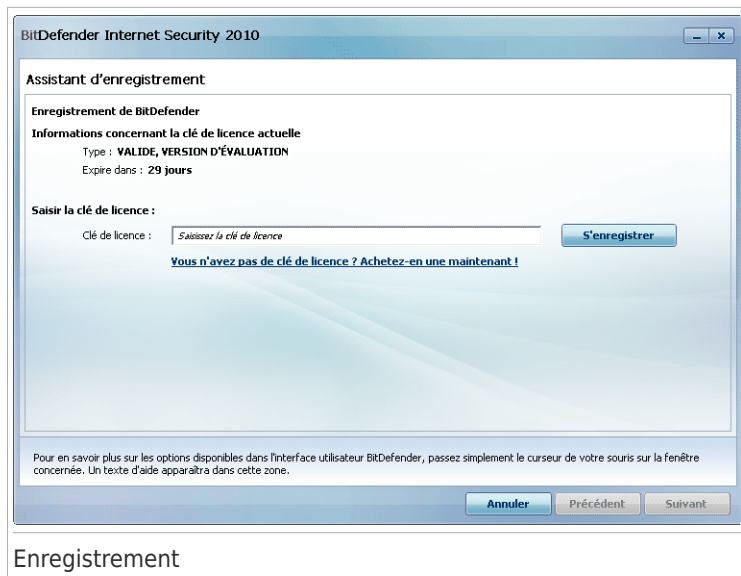 BitDefender Internet Security 2010
Assistant d'enregistrement
Enregistrement de BitDefender
Informations concernant la clé de licence actuelle
Type : VALIDE, VERSION D'ÉVALUATION
Expire dans : 29 jours
Saisir la clé de licence :
Clé de licence : Saisissez la clé de licence S'enregistrer
Vous n'avez pas de clé de licence ? Achetez-en une maintenant !
Pour en savoir plus sur les options disponibles dans l'interface utilisateur BitDefender, passez simplement le curseur de votre souris sur la fenêtre
concernée. Un texte d'aide apparaîtra dans cette zone.
Annuler Précédent Suivant
Enregistrement